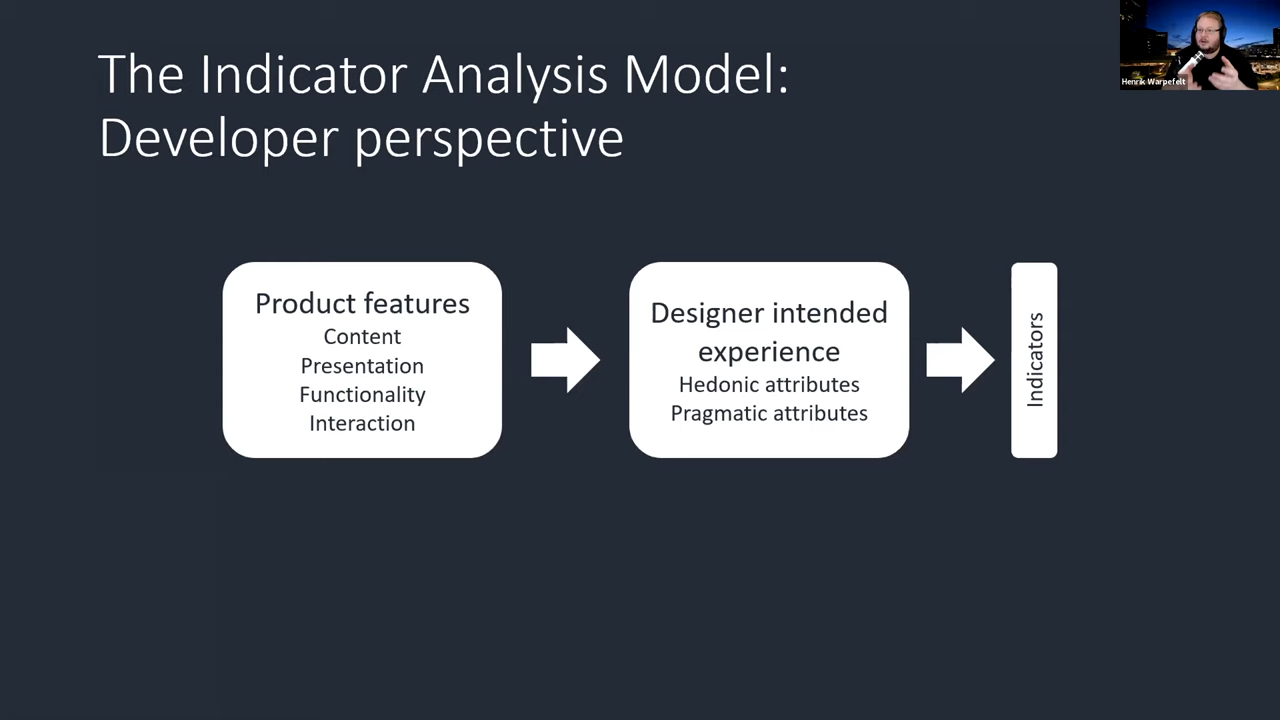 The Indicator Analysis Model:
Developer perspective
Henrik Warpefelt
Product features
Content
Presentation
Functionality
Interaction
Designer intended
experience
Hedonic attributes
Pragmatic attributes
Indicators